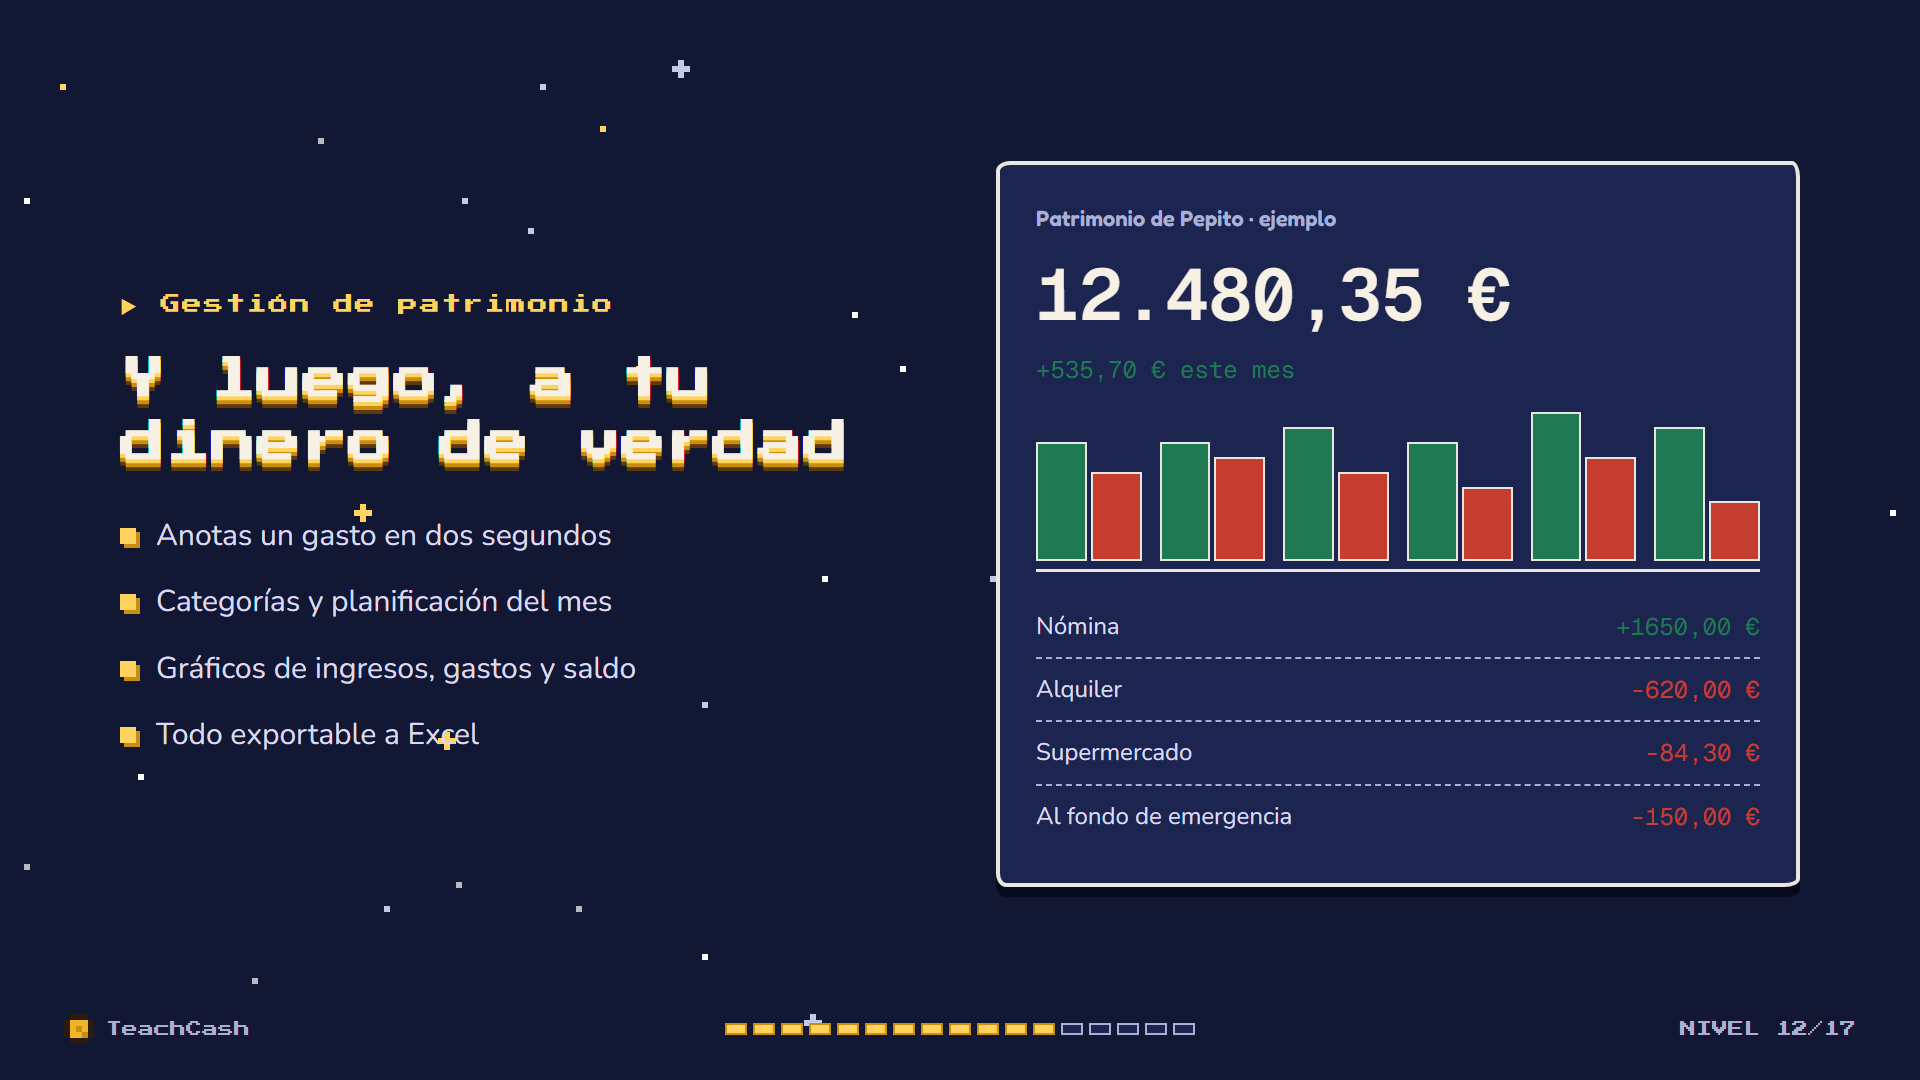 Gestión de patrimonio
Y luego, a tu
dinero de verdad
Anotas un gasto en dos segundos
Categorías y planificación del mes
Gráficos de ingresos, gastos y saldo
Todo exportable a Excel
Patrimonio de Pepito · ejemplo
12.480,35 €
+535,70 € este mes
Nómina +1650,00 €
Alquiler -620,00 €
Supermercado -84,30 €
Al fondo de emergencia -150,00 €
TeachCash
NIVEL 12/17